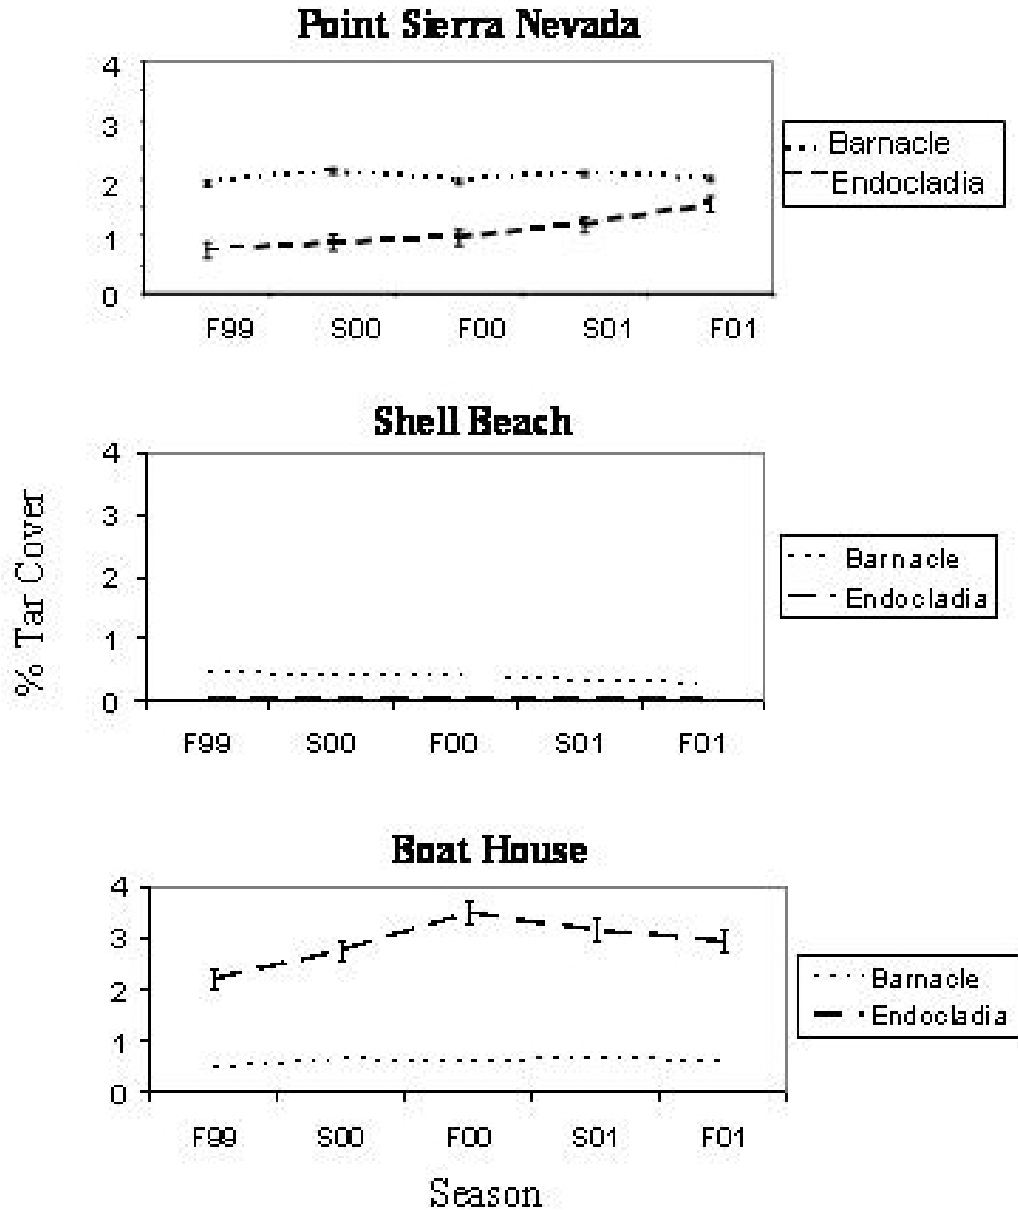 Point Sierra Nevada
4
3
2
1
0
Barnacle
Endocladia
F99 S00 F00 S01 F01
Shell Beach
% Tar Cover
4
3
2
1
0
Barnacle
Endocladia
F99 S00 F00 S01 F01
Boat House
4
3
2
1
0
Barnacle
Endocladia
F99 S00 F00 S01 F01
Season